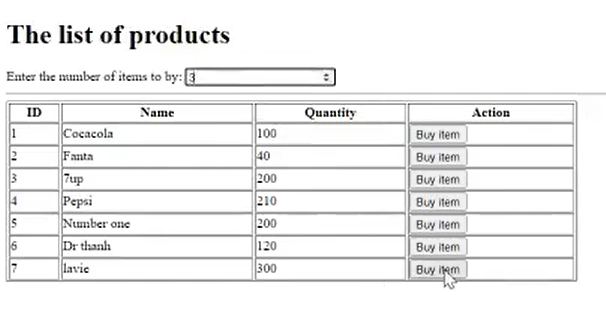 The list of products
Enter the number of items to by: 3
ID Name Quantity Action
1 Cocacola 100 Buy item
2 Fanta 40 Buy item
3 7up 200 Buy item
4 Pepsi 210 Buy item
5 Number one 200 Buy item
6 Dr thanh 120 Buy item
7 lavie 300 Buy item